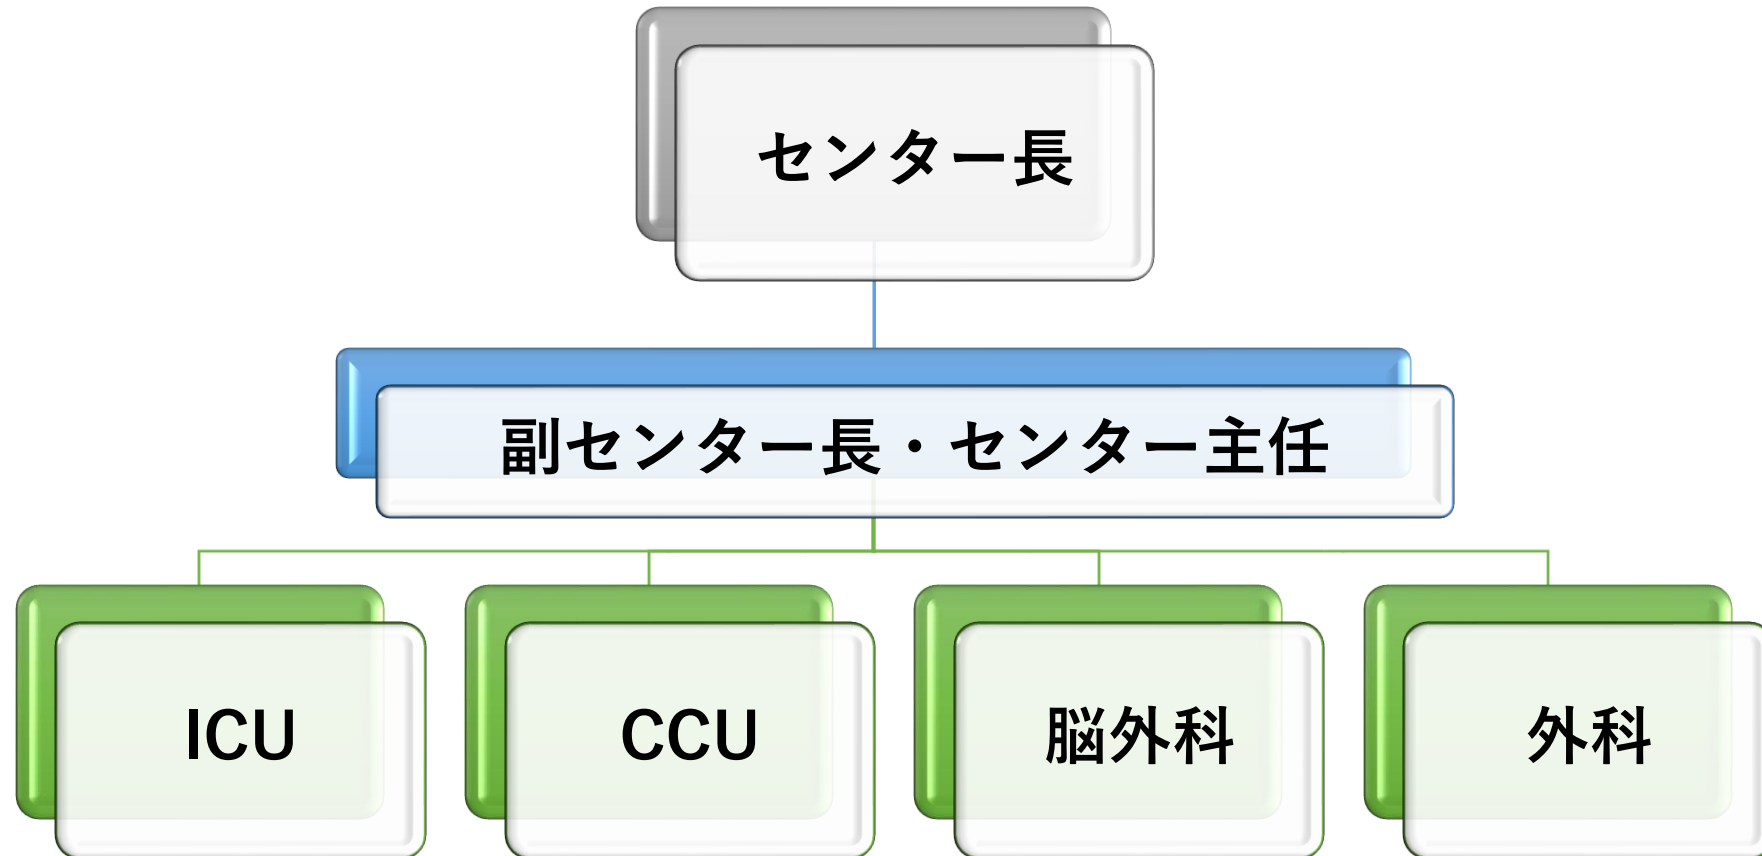 センター長
副センター長・センター主任
ICU
CCU
脳外科
外科